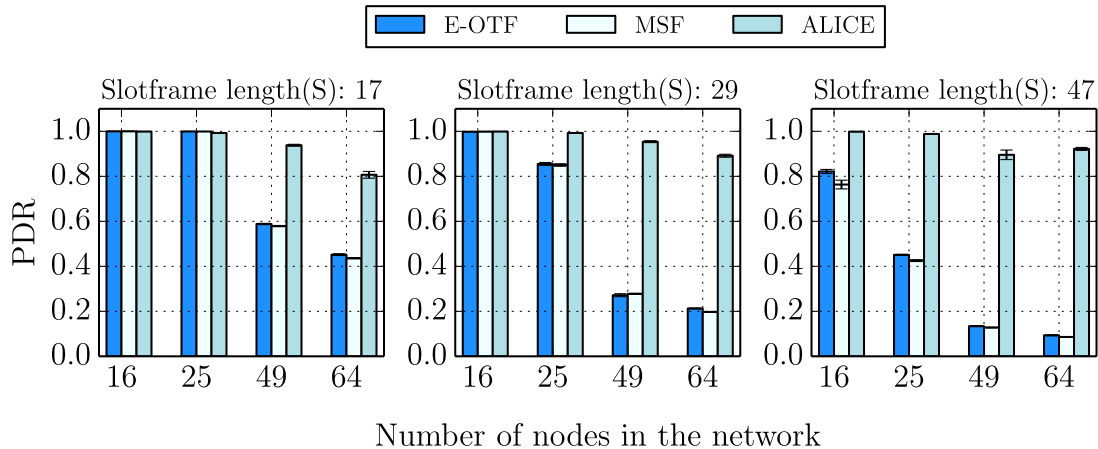 E-OTF MSF ALICE
Slotframe length(S): 17 Slotframe length(S): 29 Slotframe length(S): 47
PDR
1.0 1.0 1.0
0.8 0.8 0.8
0.6 0.6 0.6
0.4 0.4 0.4
0.2 0.2 0.2
0.0 0.0 0.0
16 25 49 64 16 25 49 64 16 25 49 64
Number of nodes in the network